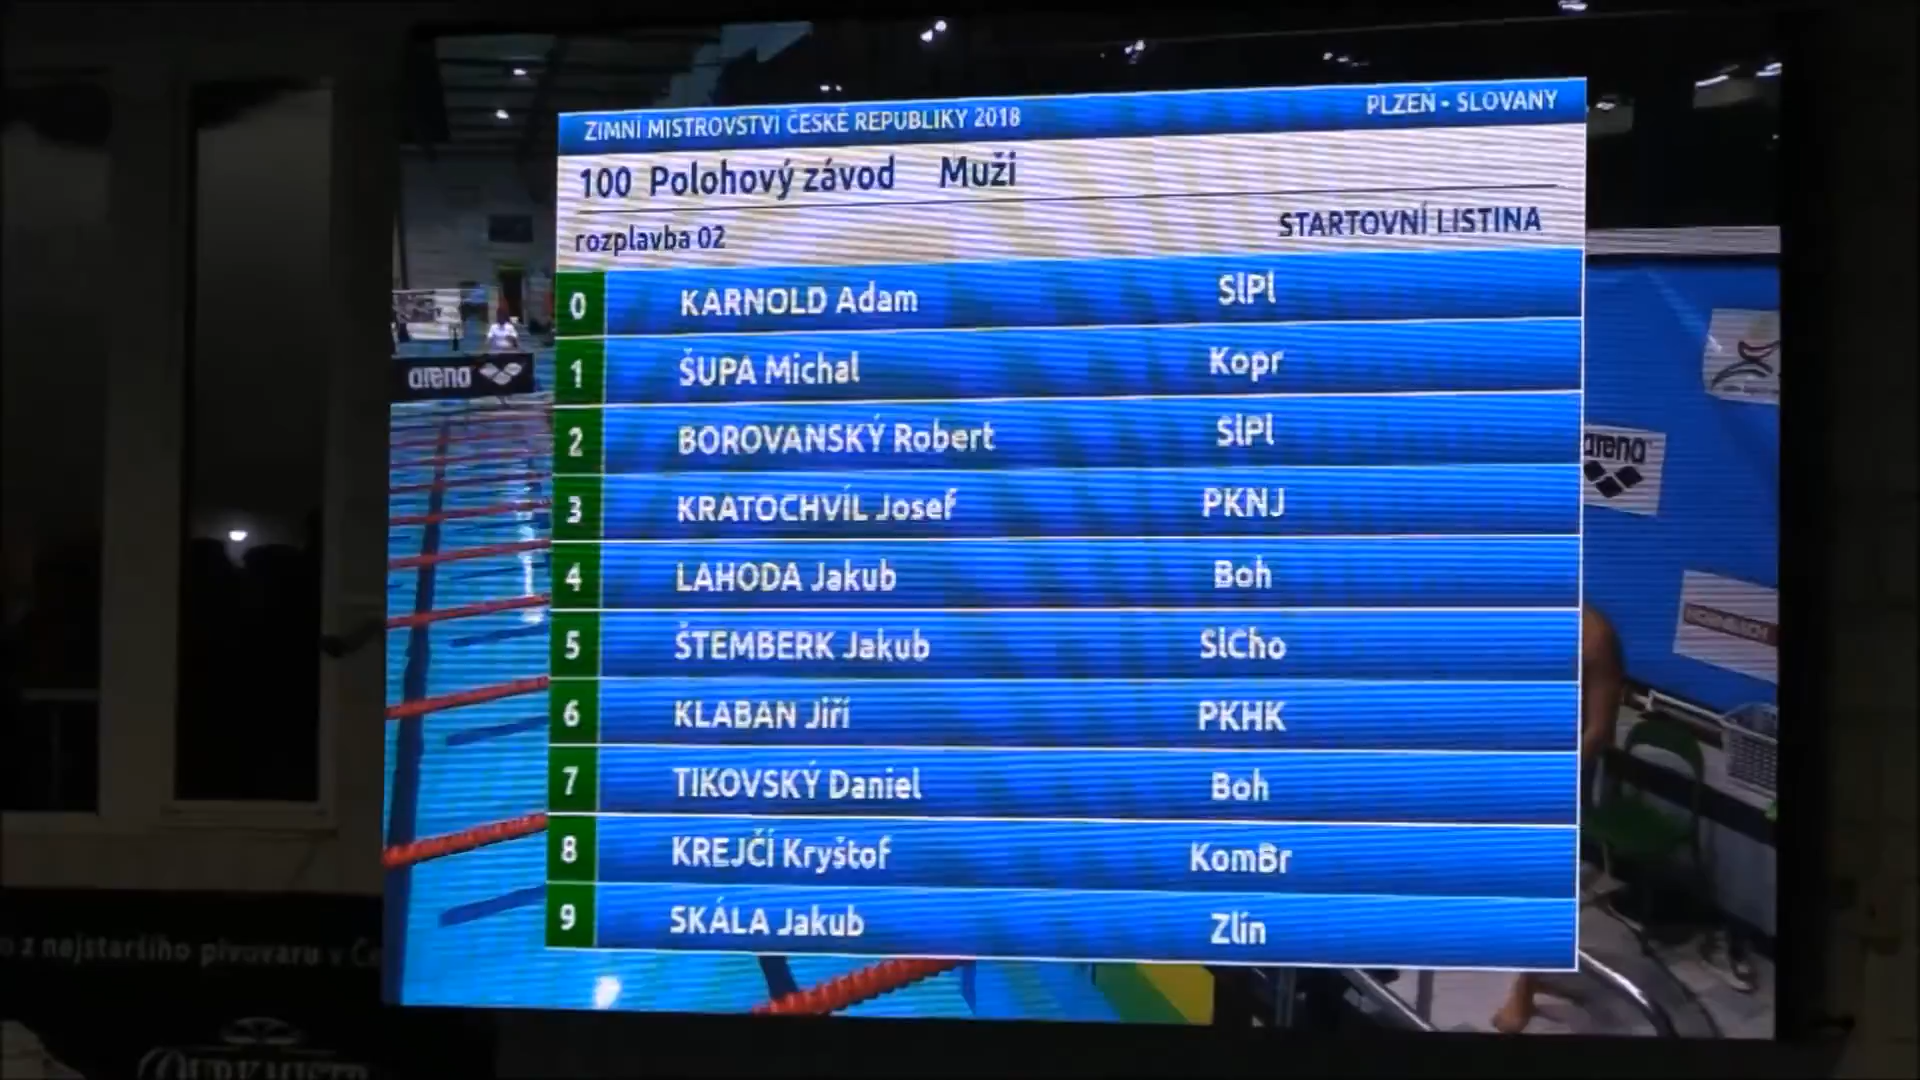 ZIMNÍ MISTROVSTVÍ ČESKÉ REPUBLIKY 2018 PLZEŇ - SLOVANY
100 Polohový závod Muži
STARTOVNÍ LISTINA
rozplavba 02
0 KARNOLD Adam SlPl
1 ŠUPA Michal Kopr
2 BOROVANSKÝ Robert SlPl
3 KRATOCHVÍL Josef PKNJ
4 LAHODA Jakub Boh
5 ŠTEMBERK Jakub SlCho
6 KLABAN Jiří PKHK
7 TIKOVSKÝ Daniel Boh
8 KREJČÍ Kryštof KomBr
9 SKÁLA Jakub Zlín
arena
arena
z nejstaršího pivovaru v